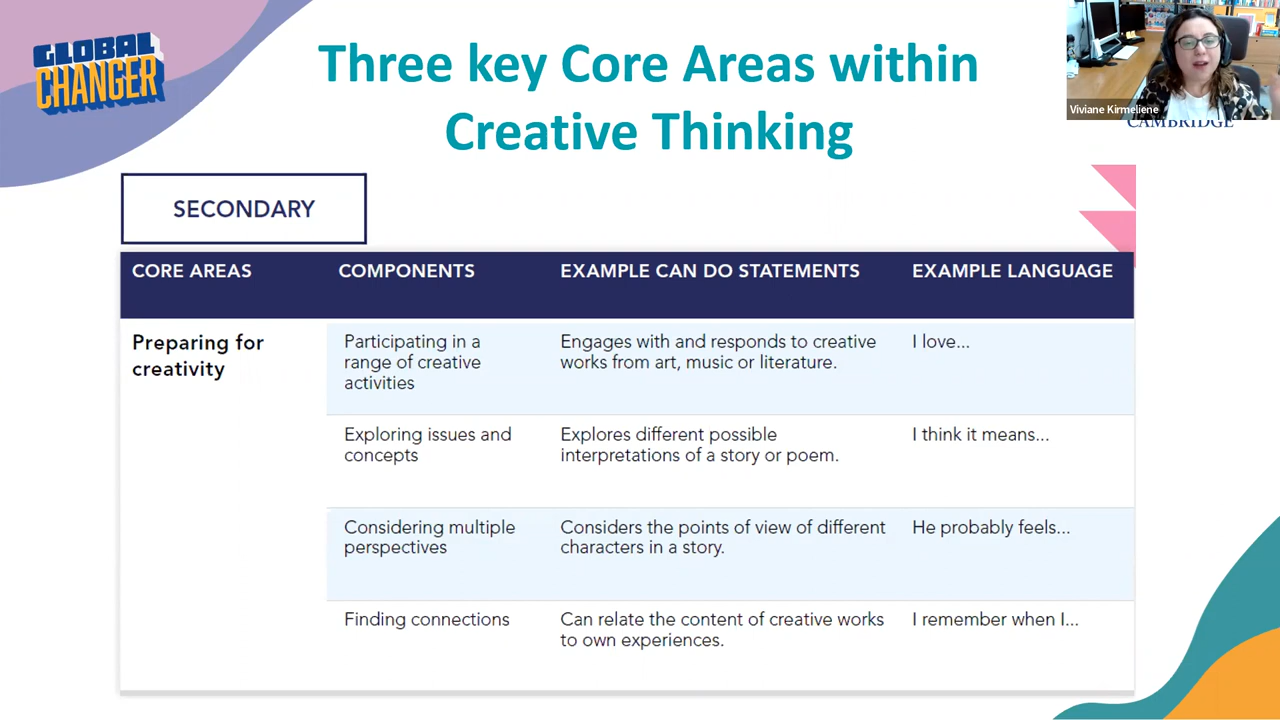 GLOBAL
CHANGER
Three key Core Areas within
Creative Thinking
Viviane Kirmeliene
CAMBRIDGE
SECONDARY
CORE AREAS COMPONENTS EXAMPLE CAN DO STATEMENTS EXAMPLE LANGUAGE
Preparing for
creativity
Participating in a
range of creative
activities
Engages with and responds to creative
works from art, music or literature.
I love...
Exploring issues and
concepts
Explores different possible
interpretations of a story or poem.
I think it means...
Considering multiple
perspectives
Considers the points of view of different
characters in a story.
He probably feels...
Finding connections
Can relate the content of creative works
to own experiences.
I remember when I...